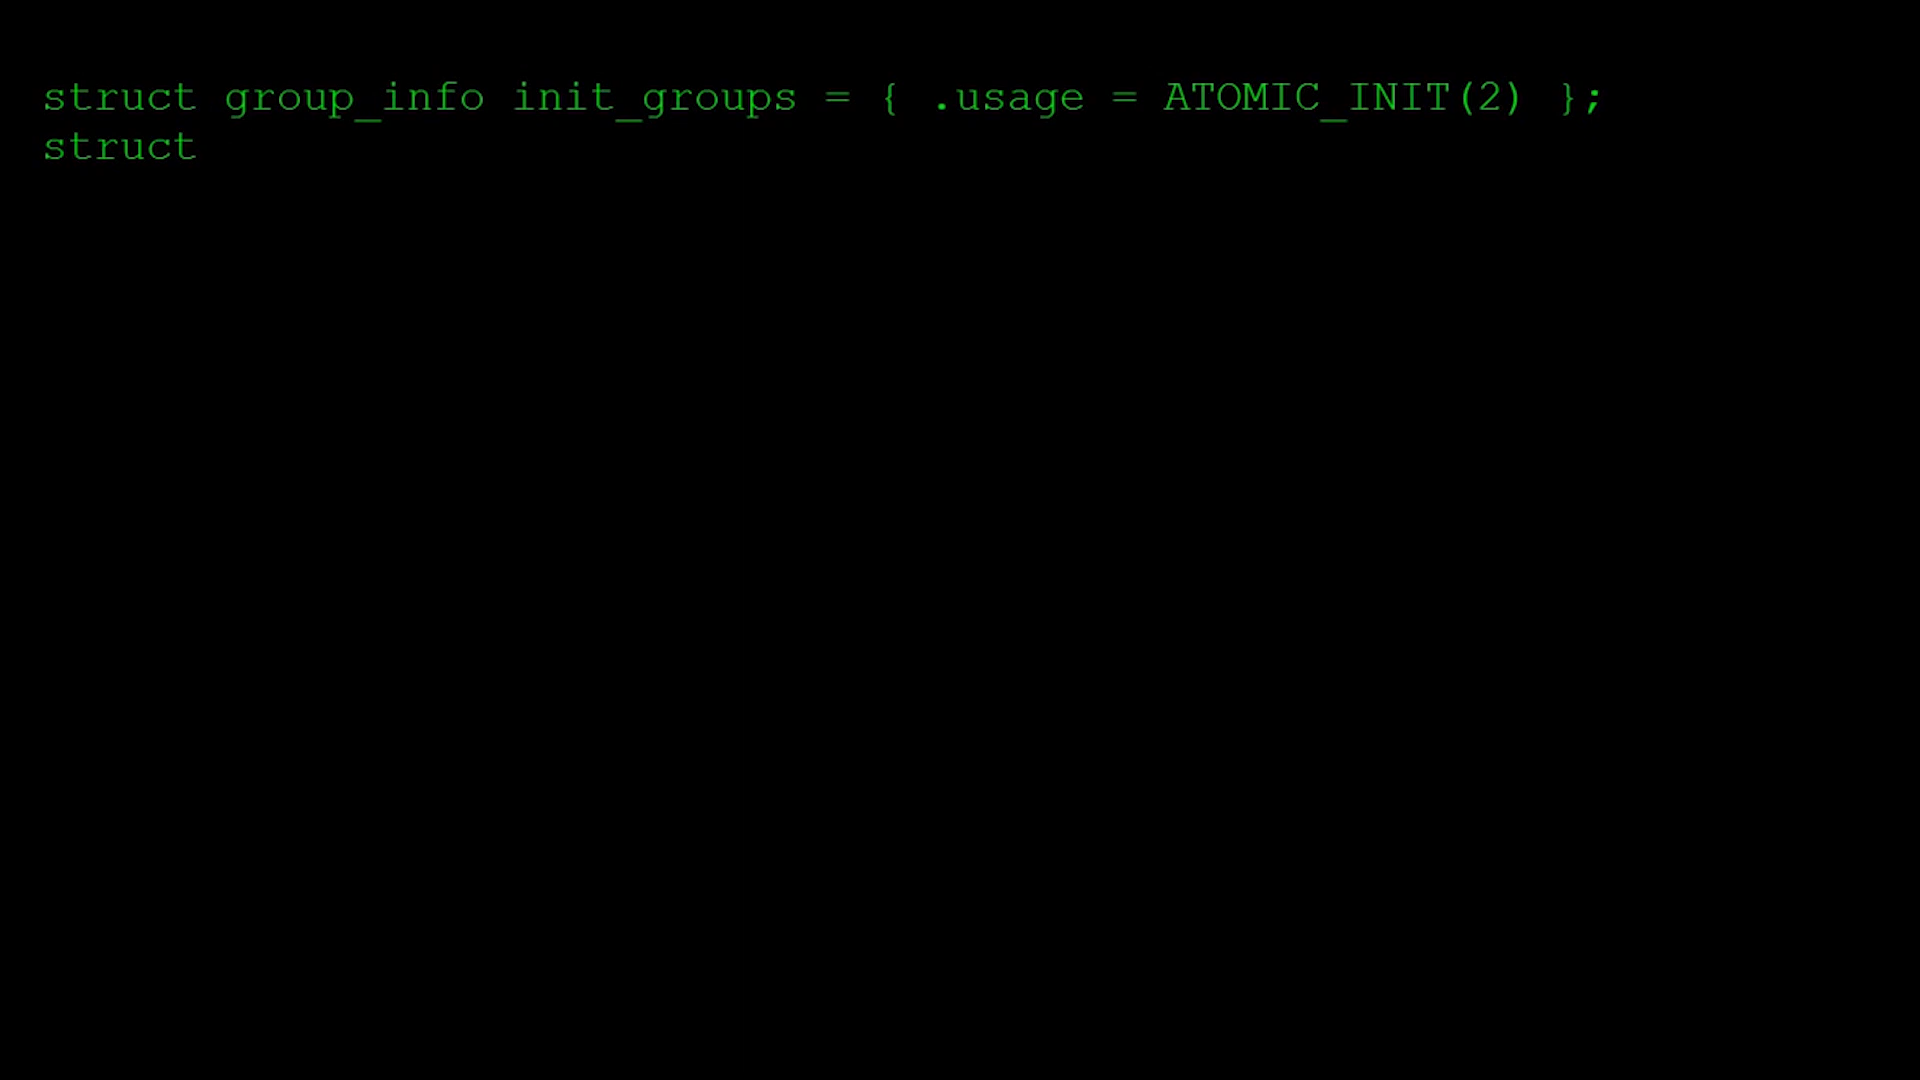 struct group_info init_groups = { .usage = ATOMIC_INIT(2) };
struct